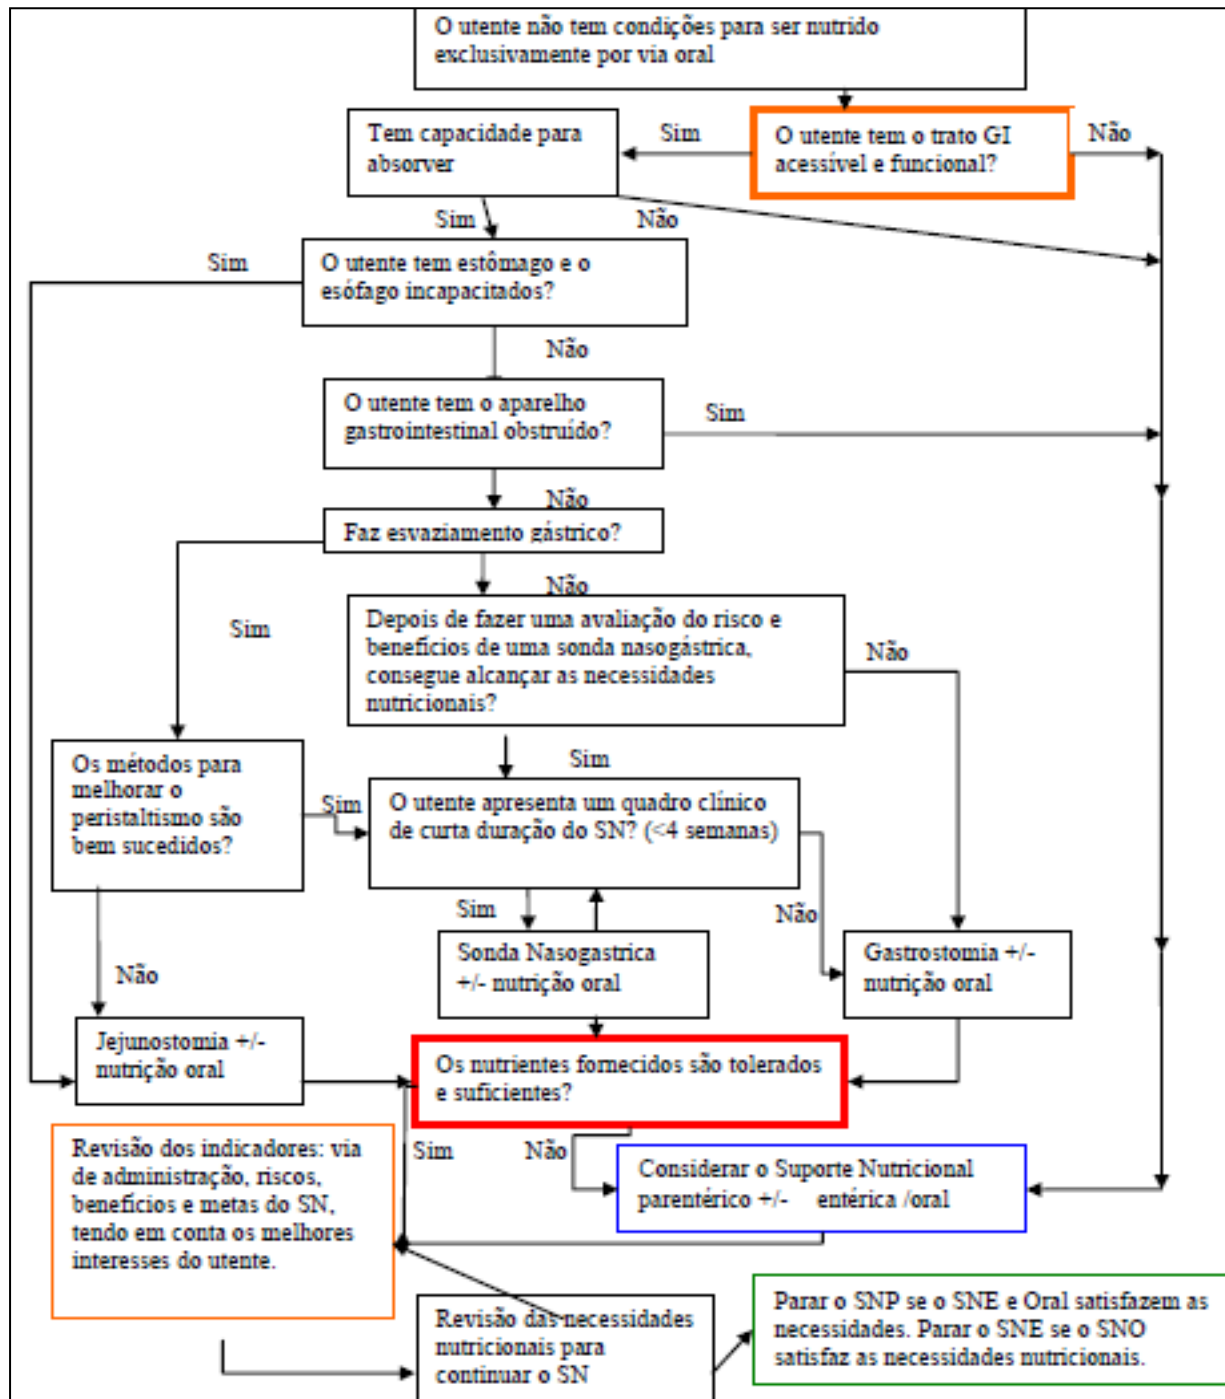 O utente não tem condições para ser nutrido
exclusivamente por via oral
Tem capacidade para
absorver
Sim
O utente tem o trato GI
acessível e funcional?
Não
Sim
Não
Sim
O utente tem estômago e o
esófago incapacitados?
Não
O utente tem o aparelho
gastrointestinal obstruído?
Sim
Não
Faz esvaziamento gástrico?
Não
Sim
Depois de fazer uma avaliação do risco e
benefícios de uma sonda nasogástrica,
consegue alcançar as necessidades
nutricionais?
Não
Sim
Os métodos para
melhorar o
peristaltismo são
bem sucedidos?
Sim
O utente apresenta um quadro clínico
de curta duração do SN? (<4 semanas)
Sim
Não
Não
Sonda Nasogastrica
+/- nutrição oral
Gastrostomia +/-
nutrição oral
Jejunostomia +/-
nutrição oral
Os nutrientes fornecidos são tolerados
e suficientes?
Sim
Não
Revisão dos indicadores: via
de administração, riscos,
benefícios e metas do SN,
tendo em conta os melhores
interesses do utente.
Considerar o Suporte Nutricional
parentérico +/- entérica /oral
Revisão das necessidades
nutricionais para
continuar o SN
Parar o SNP se o SNE e Oral satisfazem as
necessidades. Parar o SNE se o SNO
satisfaz as necessidades nutricionais.